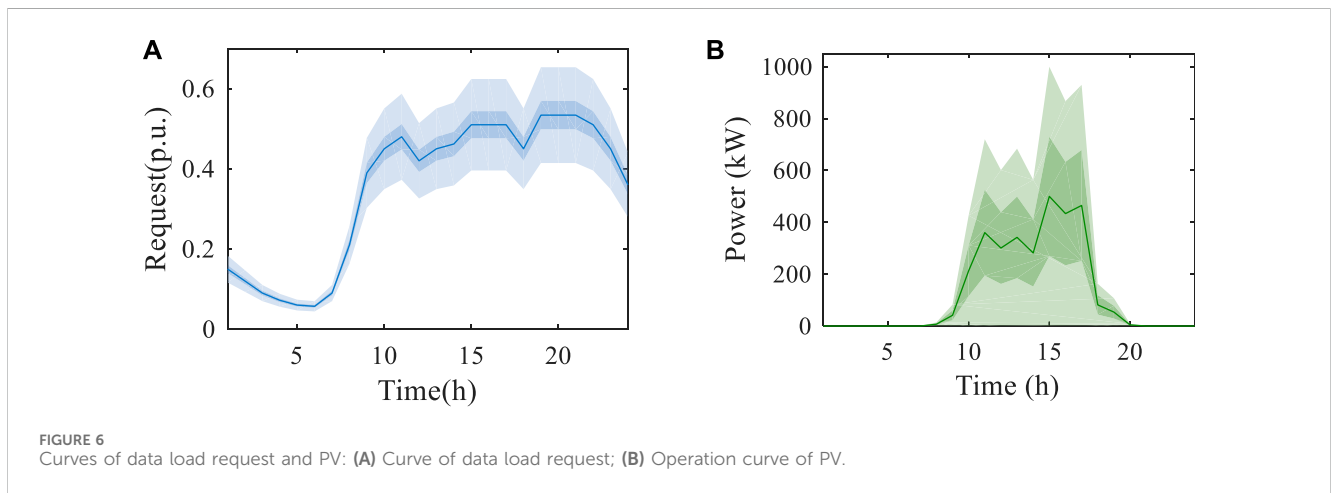 A
Request(p.u.)
0.6
0.4
0.2
0
5 10 15 20
Time(h)
B
Power (kW)
1000
800
600
400
200
0
5 10 15 20
Time (h)
FIGURE 6
Curves of data load request and PV: (A) Curve of data load request; (B) Operation curve of PV.